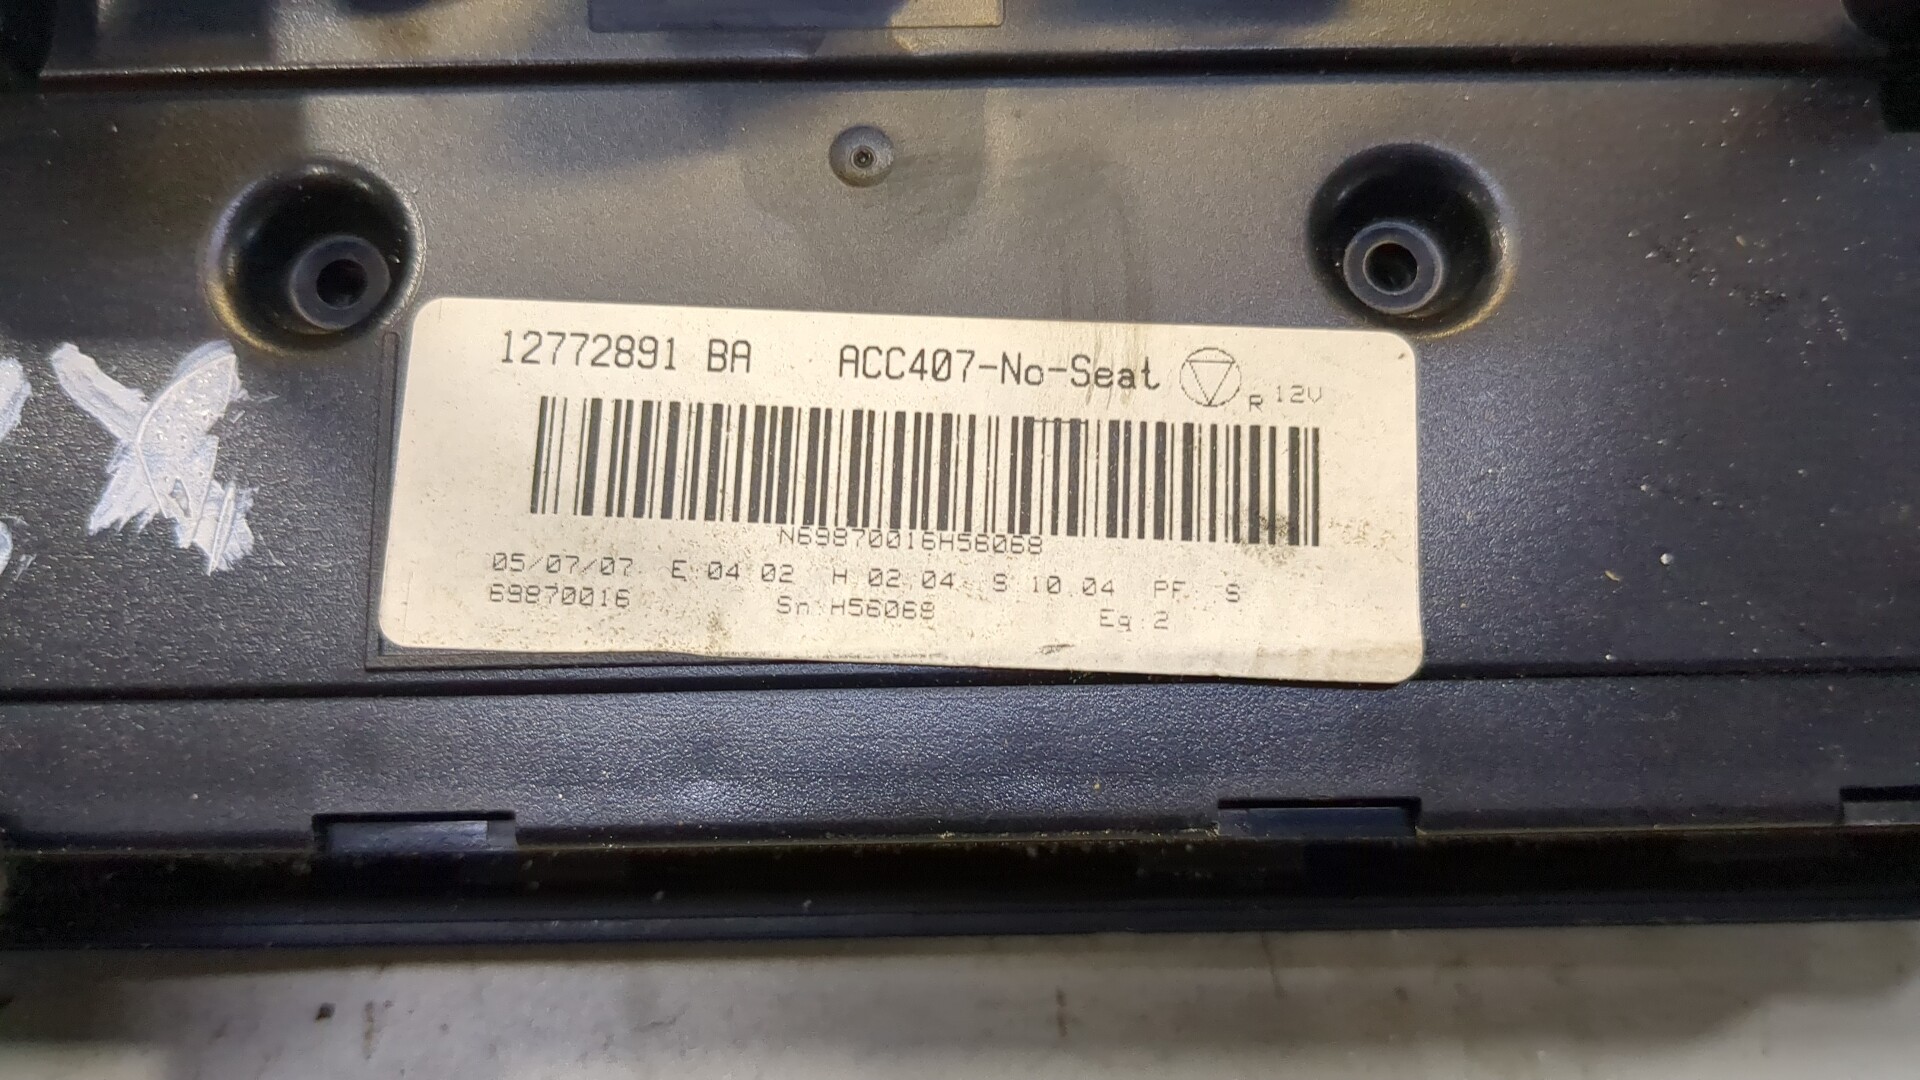 12772891 BA ACC407-No-Seat R 12V
N69870016H56068
05/07/07 E:04.02 H:02.04 S:10.04 PF: S
69870016 Sn:H56068 Eq:2